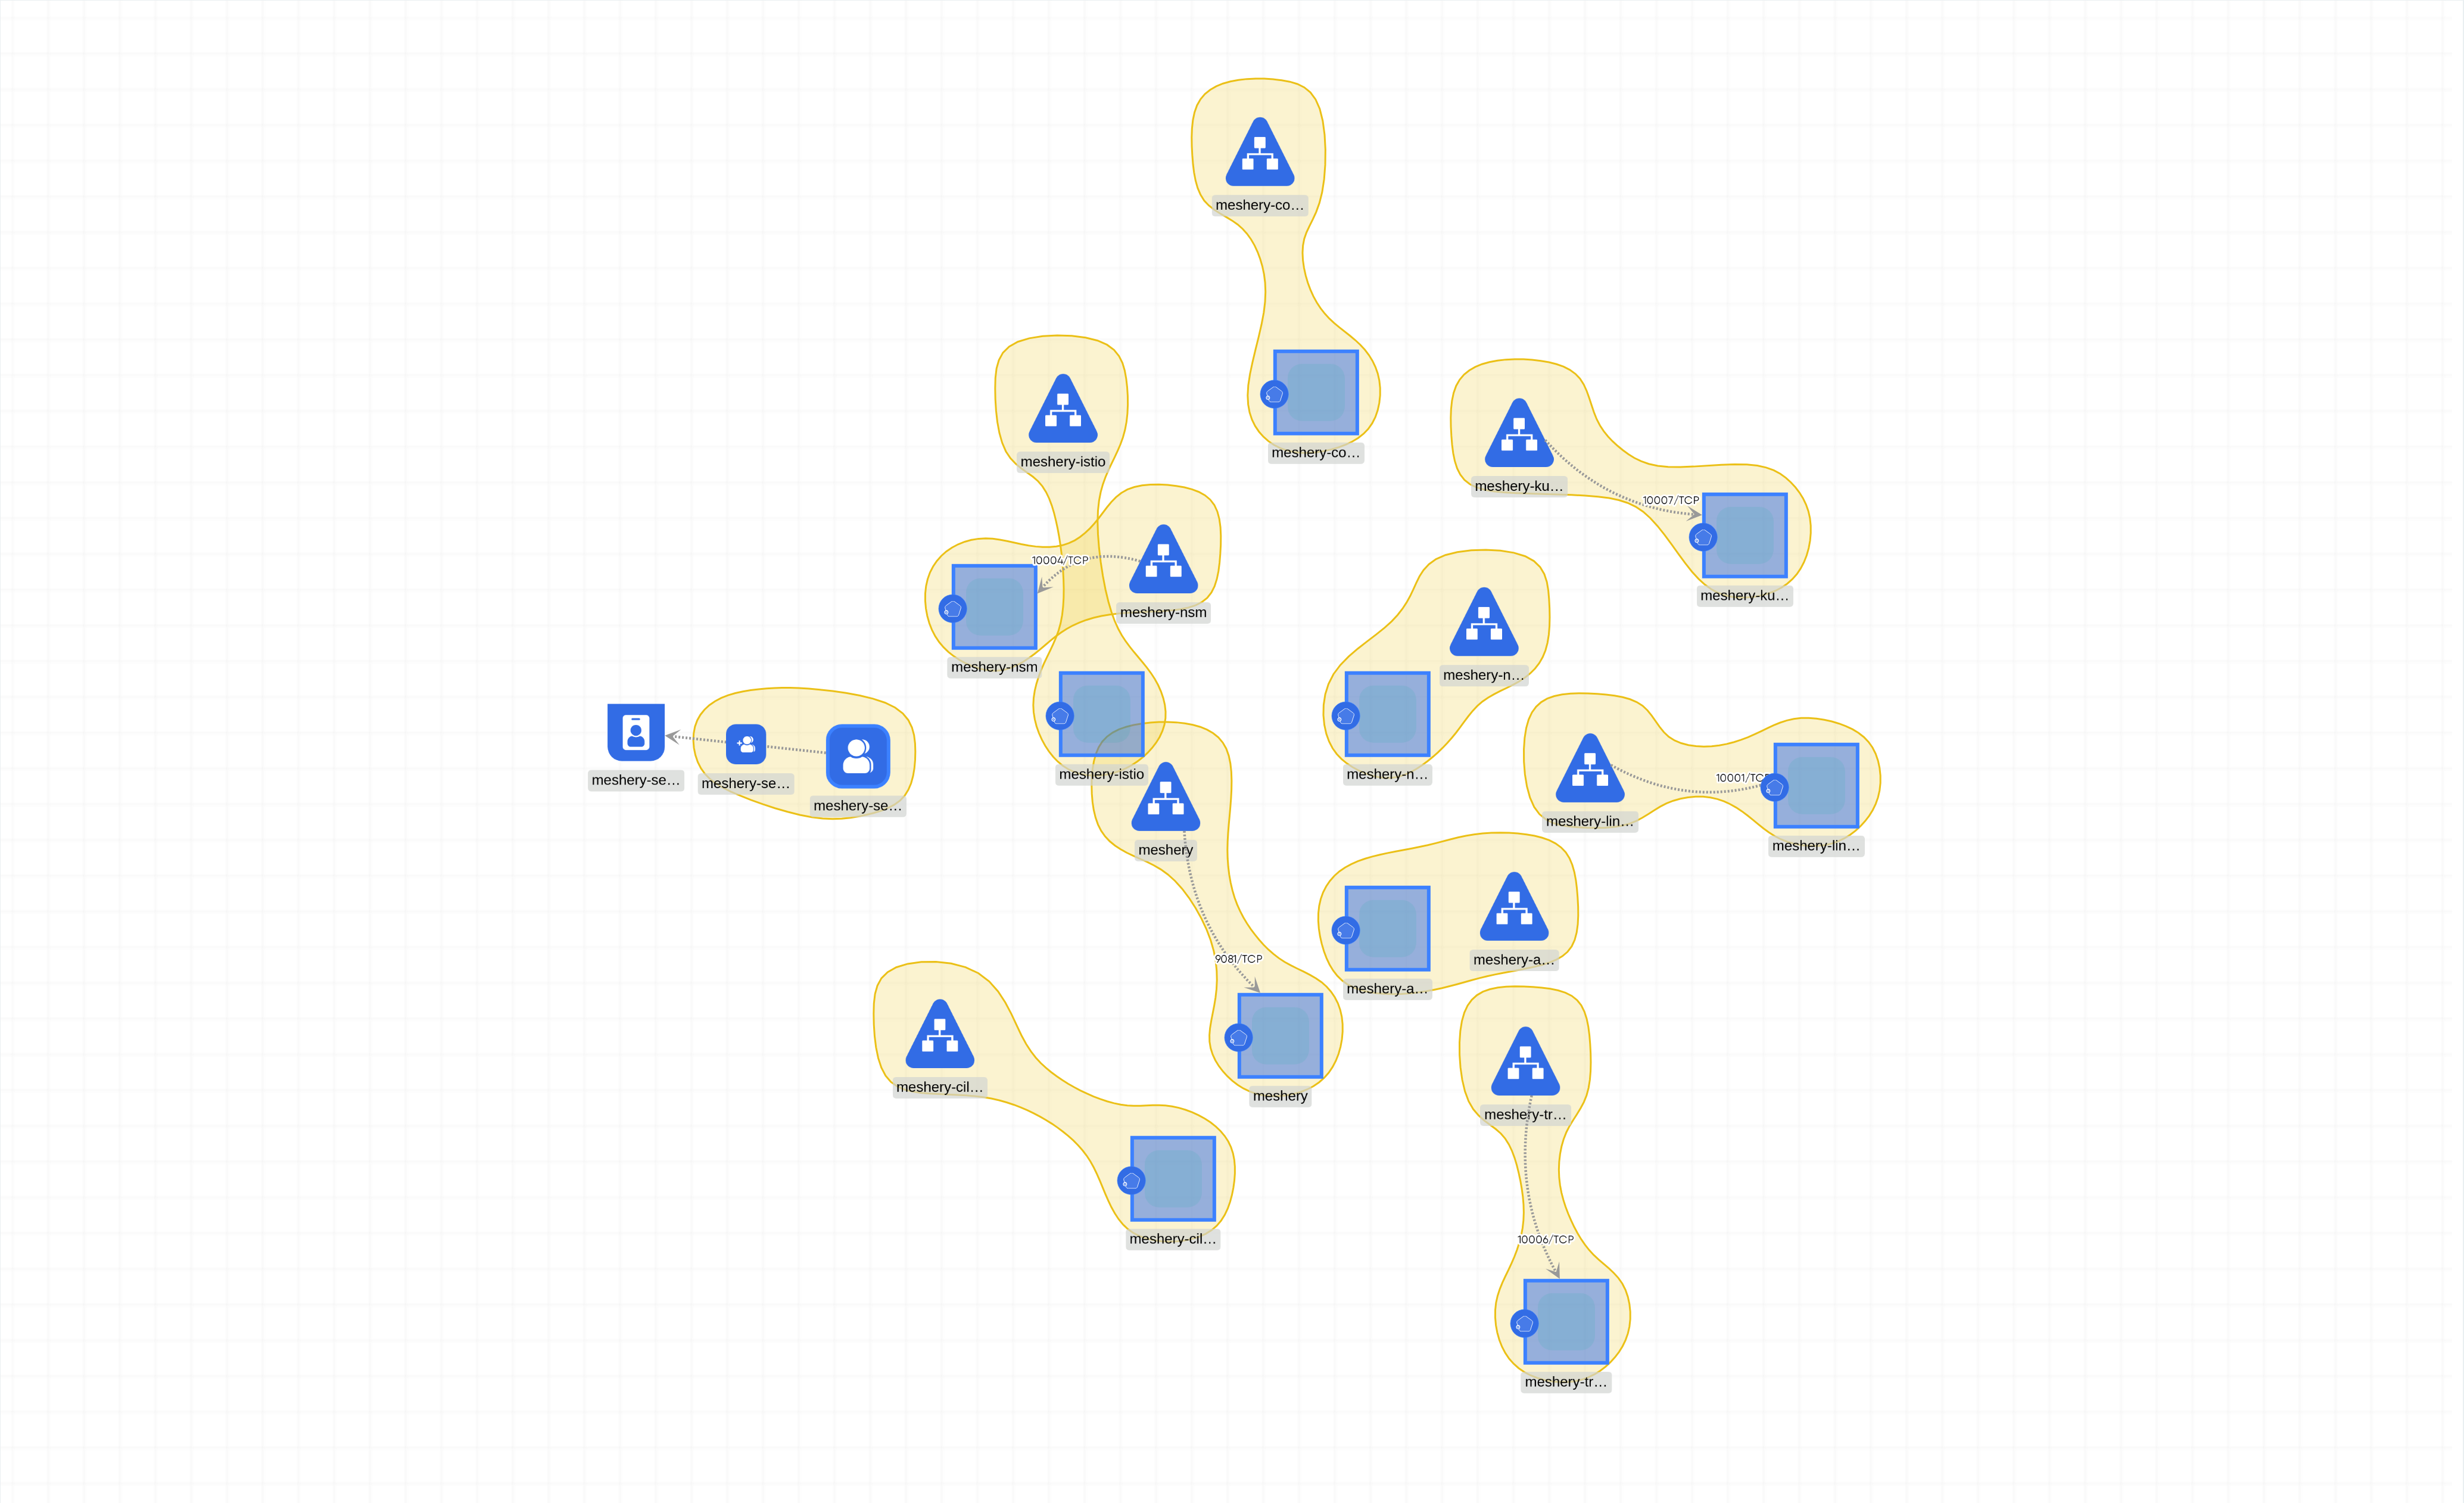 meshery-co…
meshery-co…
meshery-istio
meshery-ku…
10007/TCP
meshery-ku…
10004/TCP
meshery-nsm
meshery-nsm
meshery-n…
meshery-n…
meshery-istio
meshery-se…
meshery-se…
meshery-se…
10001/TCP
meshery-lin…
meshery-lin…
meshery
9081/TCP
meshery
meshery-a…
meshery-a…
meshery-cil…
meshery-cil…
meshery-tr…
10006/TCP
meshery-tr…